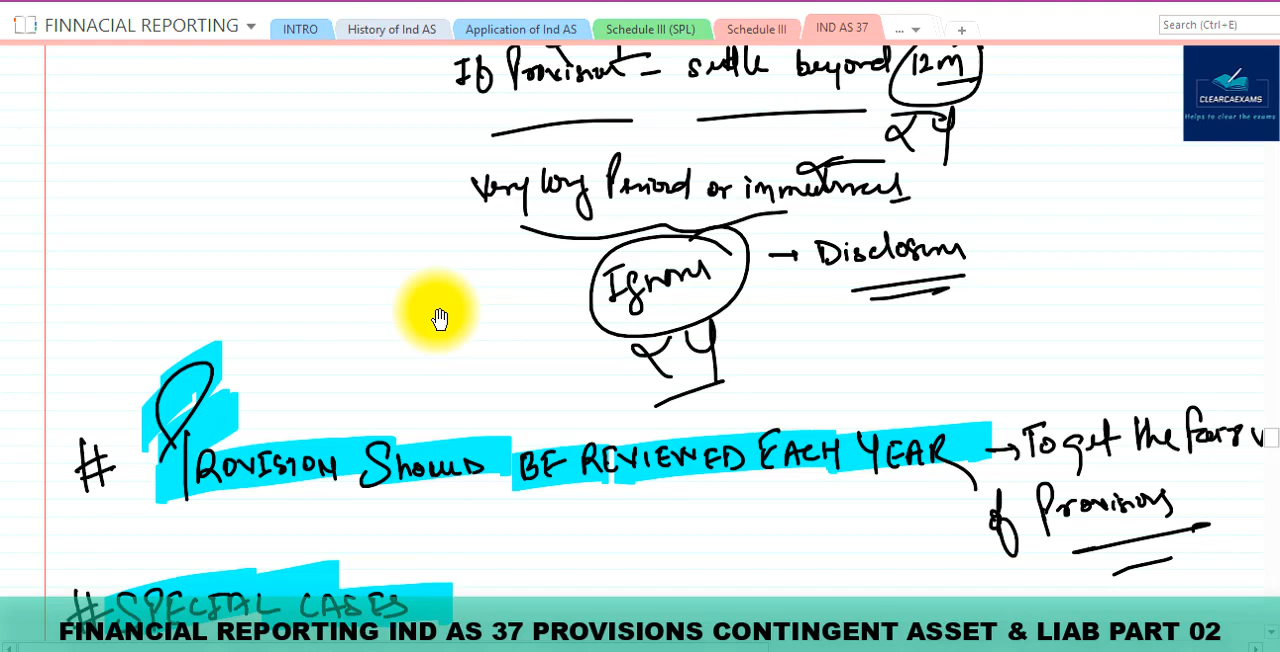 FINNACIAL REPORTING
INTRO
History of Ind AS
Application of Ind AS
Schedule III (SPL)
Schedule III
IND AS 37
...
Search (Ctrl+E)
CLEARCAEXAMS
Helps to clear the exams
If Provision = settle beyond 12m
Very long Period or
Ignore → Disclosure
# PROVISION Should BE REVIEWED EACH YEAR → To get the
of Provisions
# SPECIAL CASES
FINANCIAL REPORTING IND AS 37 PROVISIONS CONTINGENT ASSET & LIAB PART 02